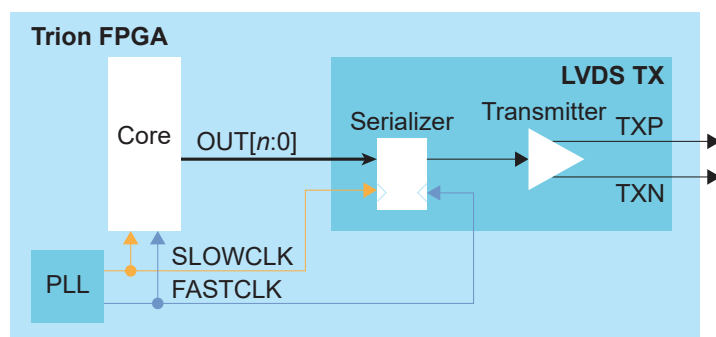 Trion FPGA
LVDS TX
Core
OUT[n:0]
Serializer
Transmitter
TXP
TXN
PLL
SLOWCLK
FASTCLK